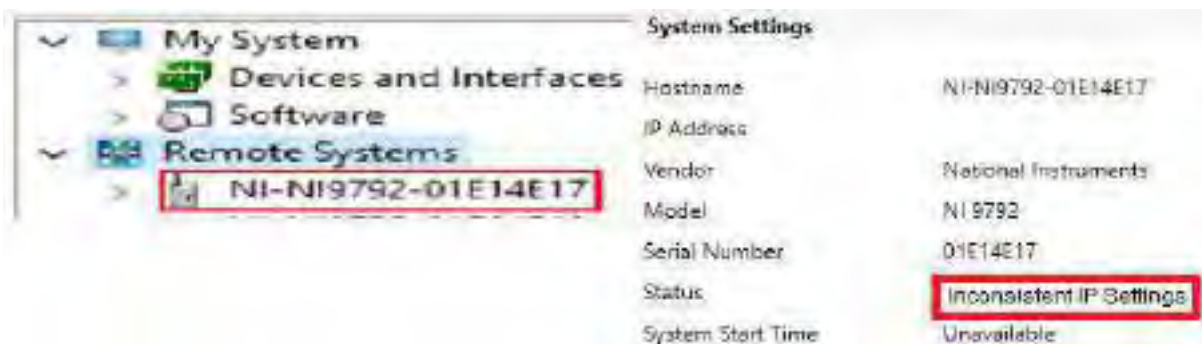 My System
Devices and Interfaces
Software
Remote Systems
NI-NI9792-01E14E17
System Settings
Hostname NI-NI9792-01E14E17
IP Address
Vendor National Instruments
Model NI 9792
Serial Number 01E14E17
Status Inconsistent IP Settings
System Start Time Unavailable